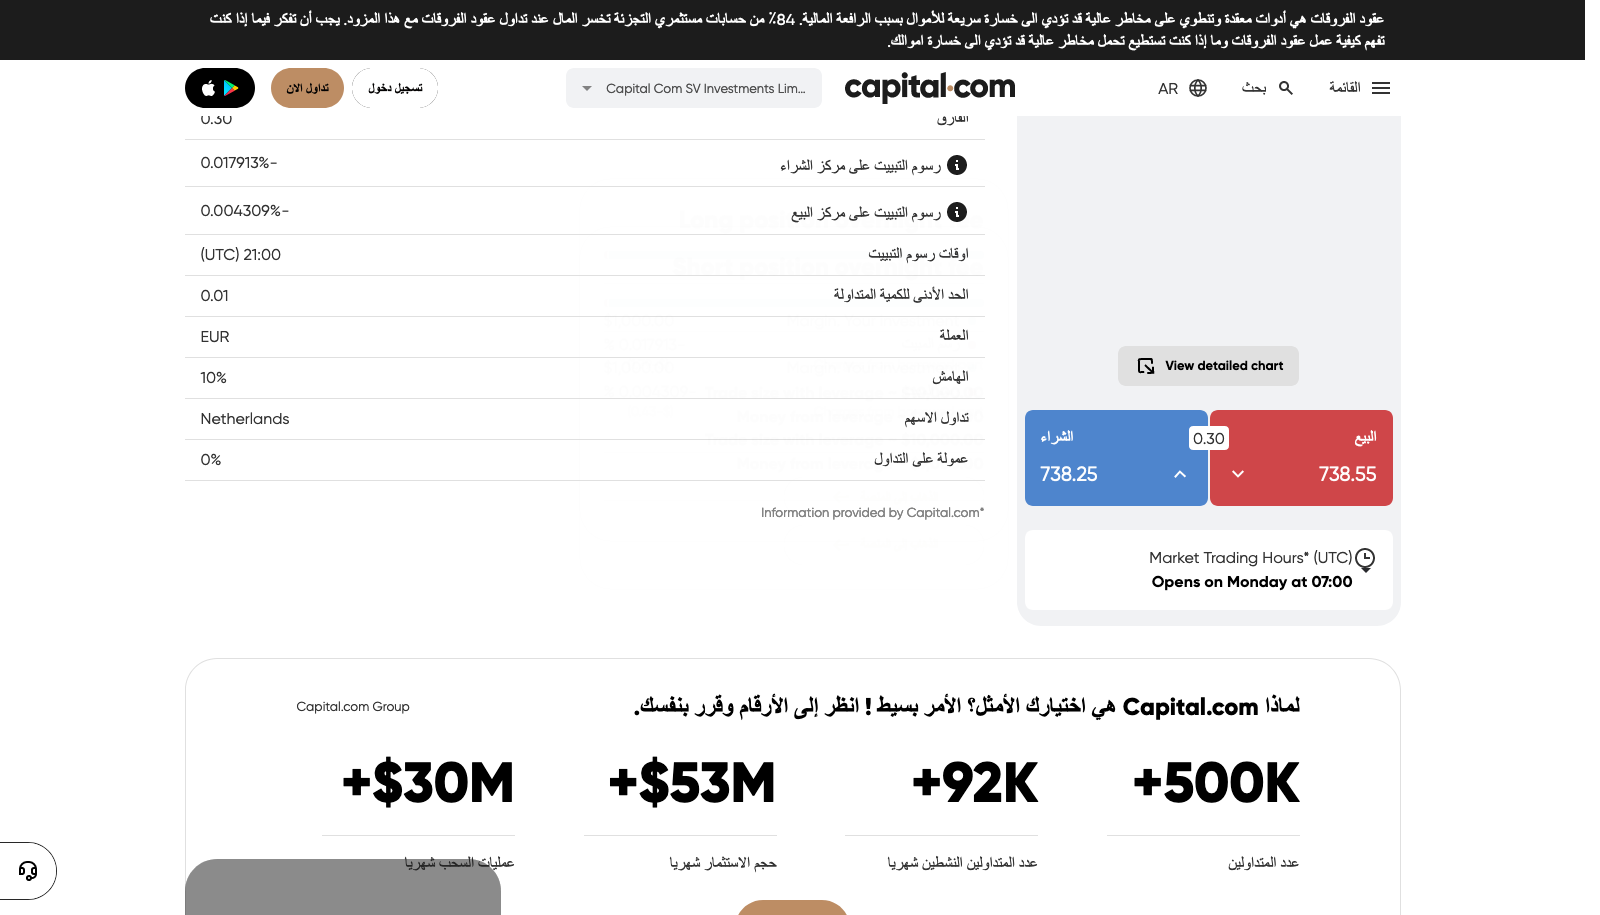 عقود الفروقات هي أدوات معقدة وتنطوي على مخاطر عالية قد تؤدي الى خسارة سريعة للأموال بسبب الرافعة المالية. 84٪ من حسابات مستثمري التجزئة تخسر المال عند تداول عقود الفروقات مع هذا المزود. يجب أن تفكر فيما إذا كنت
تفهم كيفية عمل عقود الفروقات وما إذا كنت تستطيع تحمل مخاطر عالية قد تؤدي الى خسارة اموالك.
القائمة
بحث
AR
capital.com
Capital Com SV Investments Lim...
تسجيل دخول
تداول الان
الفارق 0.30
رسوم التبييت على مركز الشراء 0.017913%-
رسوم التبييت على مركز البيع 0.004309%-
اوقات رسوم التبييت (UTC) 21:00
الحد الأدنى للكمية المتداولة 0.01
العملة EUR
الهامش 10%
تداول الاسهم Netherlands
عمولة على التداول 0%
Information provided by Capital.com*
View detailed chart
البيع
738.55
0.30
الشراء
738.25
Market Trading Hours* (UTC)
Opens on Monday at 07:00
لماذا Capital.com هي اختيارك الأمثل؟ الأمر بسيط ! انظر إلى الأرقام وقرر بنفسك.
Capital.com Group
+500K
عدد المتداولين
+92K
عدد المتداولين النشطين شهريا
+$53M
حجم الاستثمار شهريا
+$30M
عمليات السحب شهريا